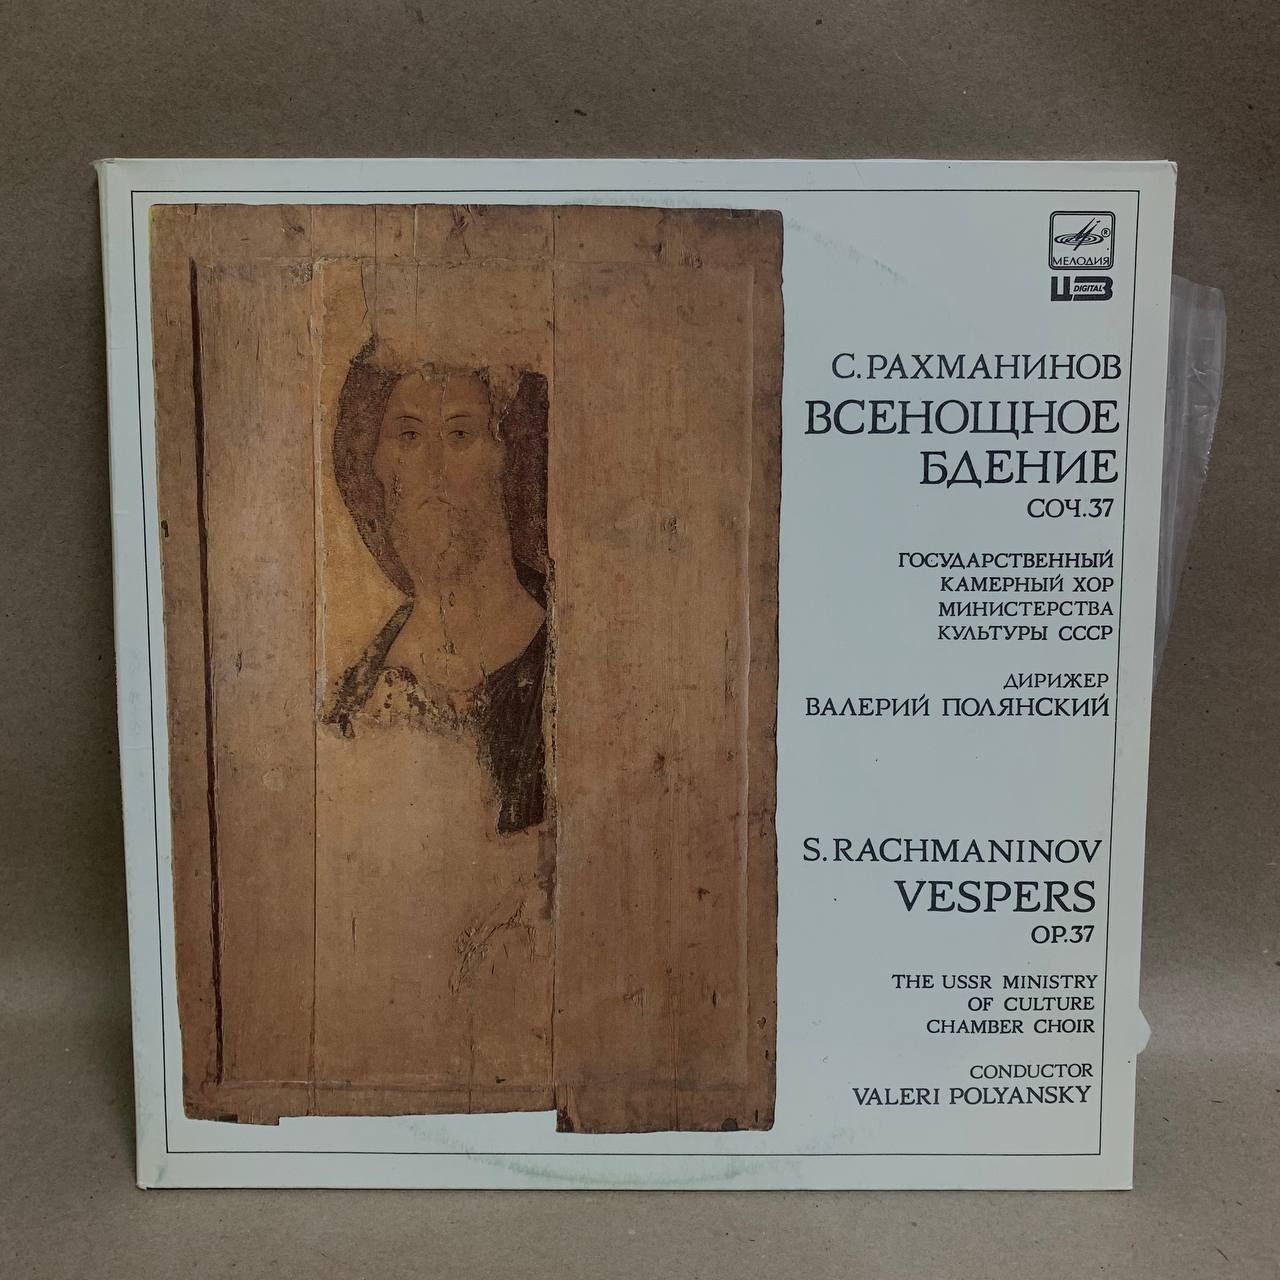 МЕЛОДИЯ
ЦЗ DIGITAL
С.РАХМАНИНОВ
ВСЕНОЩНОЕ
БДЕНИЕ
СОЧ.37
ГОСУДАРСТВЕННЫЙ
КАМЕРНЫЙ ХОР
МИНИСТЕРСТВА
КУЛЬТУРЫ СССР
ДИРИЖЕР
ВАЛЕРИЙ ПОЛЯНСКИЙ
S.RACHMANINOV
VESPERS
OP.37
THE USSR MINISTRY
OF CULTURE
CHAMBER CHOIR
CONDUCTOR
VALERI POLYANSKY